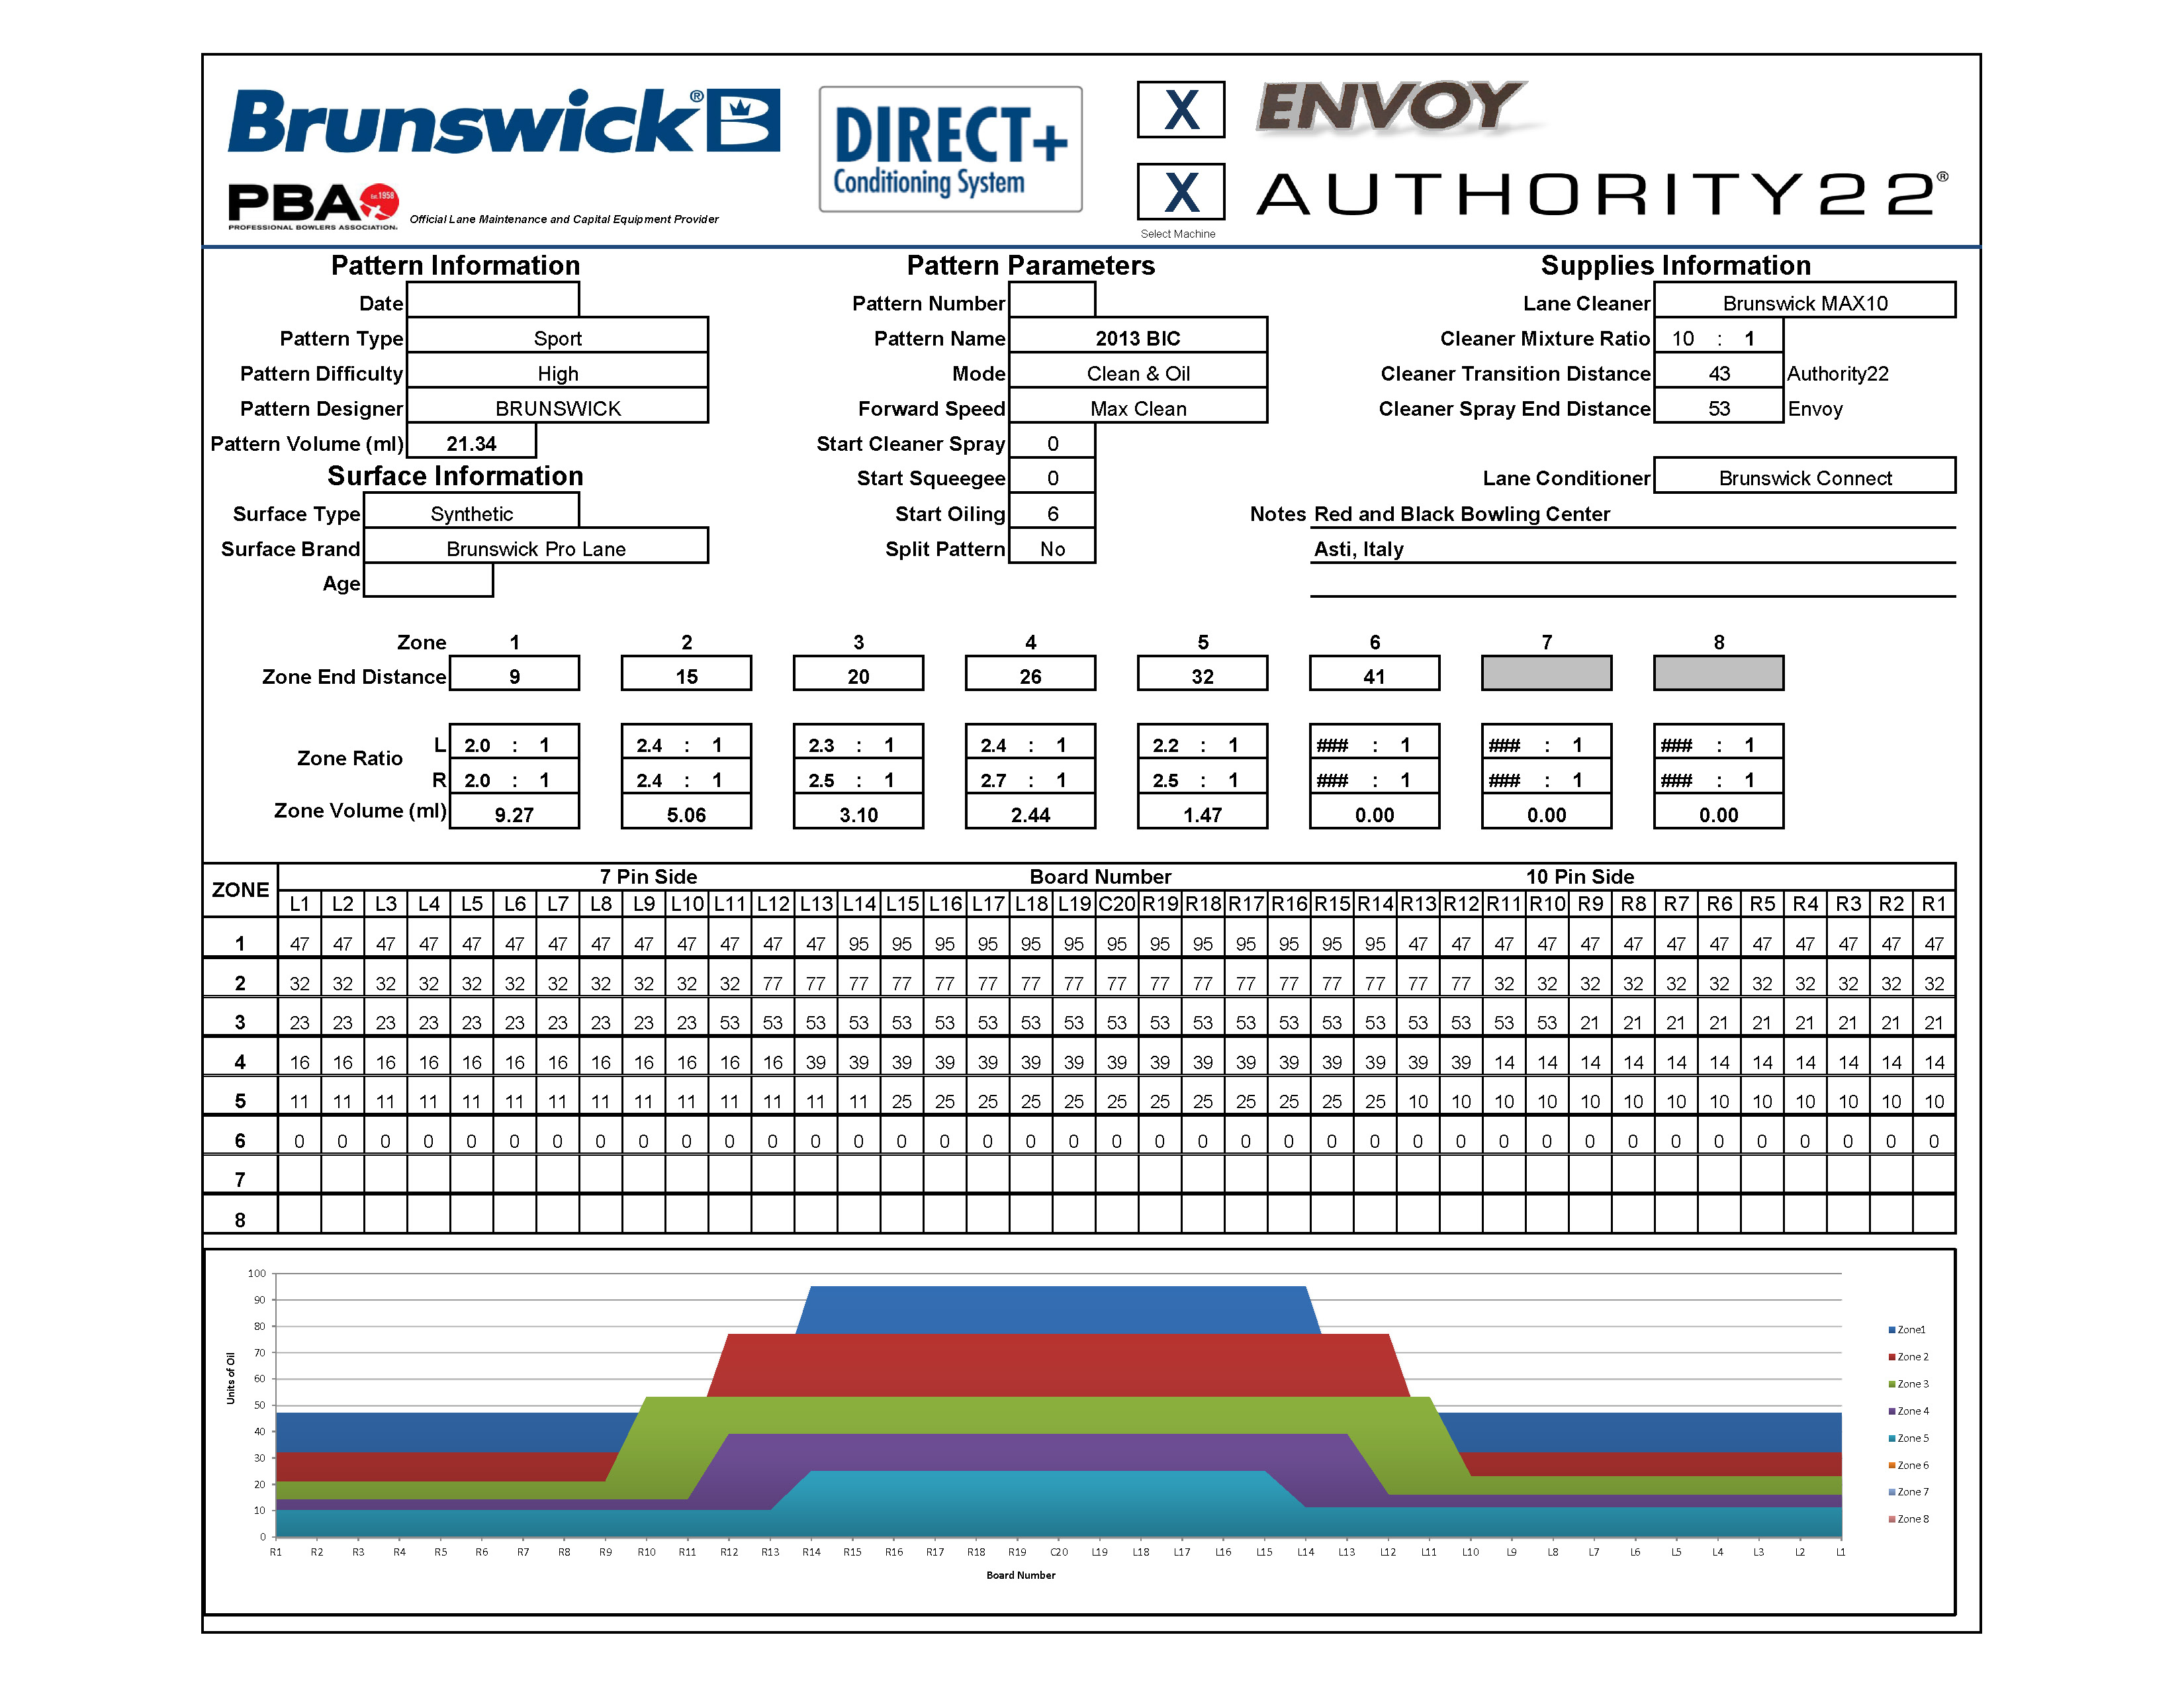 Brunswick® B
DIRECT+
Conditioning System
X ENVOY
X AUTHORITY22®
Select Machine
PBA est.1958
PROFESSIONAL BOWLERS ASSOCIATION.
Official Lane Maintenance and Capital Equipment Provider
Pattern Information Pattern Parameters Supplies Information
Date Pattern Number Lane Cleaner Brunswick MAX10
Pattern Type Sport Pattern Name 2013 BIC Cleaner Mixture Ratio 10 : 1
Pattern Difficulty High Mode Clean & Oil Cleaner Transition Distance 43 Authority22
Pattern Designer BRUNSWICK Forward Speed Max Clean Cleaner Spray End Distance 53 Envoy
Pattern Volume (ml) 21.34 Start Cleaner Spray 0
Surface Information Start Squeegee 0 Lane Conditioner Brunswick Connect
Surface Type Synthetic Start Oiling 6 Notes Red and Black Bowling Center
Surface Brand Brunswick Pro Lane Split Pattern No Asti, Italy
Age
Zone 1 2 3 4 5 6 7 8
Zone End Distance 9 15 20 26 32 41
Zone Ratio
L 2.0 : 1 2.4 : 1 2.3 : 1 2.4 : 1 2.2 : 1 ### : 1 ### : 1 ### : 1
R 2.0 : 1 2.4 : 1 2.5 : 1 2.7 : 1 2.5 : 1 ### : 1 ### : 1 ### : 1
Zone Volume (ml) 9.27 5.06 3.10 2.44 1.47 0.00 0.00 0.00
ZONE 7 Pin Side Board Number 10 Pin Side
L1 L2 L3 L4 L5 L6 L7 L8 L9 L10 L11 L12 L13 L14 L15 L16 L17 L18 L19 C20 R19 R18 R17 R16 R15 R14 R13 R12 R11 R10 R9 R8 R7 R6 R5 R4 R3 R2 R1
1 47 47 47 47 47 47 47 47 47 47 47 47 47 95 95 95 95 95 95 95 95 95 95 95 95 95 47 47 47 47 47 47 47 47 47 47 47 47 47
2 32 32 32 32 32 32 32 32 32 32 32 77 77 77 77 77 77 77 77 77 77 77 77 77 77 77 77 77 32 32 32 32 32 32 32 32 32 32 32
3 23 23 23 23 23 23 23 23 23 23 53 53 53 53 53 53 53 53 53 53 53 53 53 53 53 53 53 53 53 53 21 21 21 21 21 21 21 21 21
4 16 16 16 16 16 16 16 16 16 16 16 16 39 39 39 39 39 39 39 39 39 39 39 39 39 39 39 39 14 14 14 14 14 14 14 14 14 14 14
5 11 11 11 11 11 11 11 11 11 11 11 11 11 11 25 25 25 25 25 25 25 25 25 25 25 25 10 10 10 10 10 10 10 10 10 10 10 10 10
6 0 0 0 0 0 0 0 0 0 0 0 0 0 0 0 0 0 0 0 0 0 0 0 0 0 0 0 0 0 0 0 0 0 0 0 0 0 0 0
7
8
Units of Oil
100
90
80
70
60
50
40
30
20
10
0
R1 R2 R3 R4 R5 R6 R7 R8 R9 R10 R11 R12 R13 R14 R15 R16 R17 R18 R19 C20 L19 L18 L17 L16 L15 L14 L13 L12 L11 L10 L9 L8 L7 L6 L5 L4 L3 L2 L1
Board Number
Zone1
Zone 2
Zone 3
Zone 4
Zone 5
Zone 6
Zone 7
Zone 8